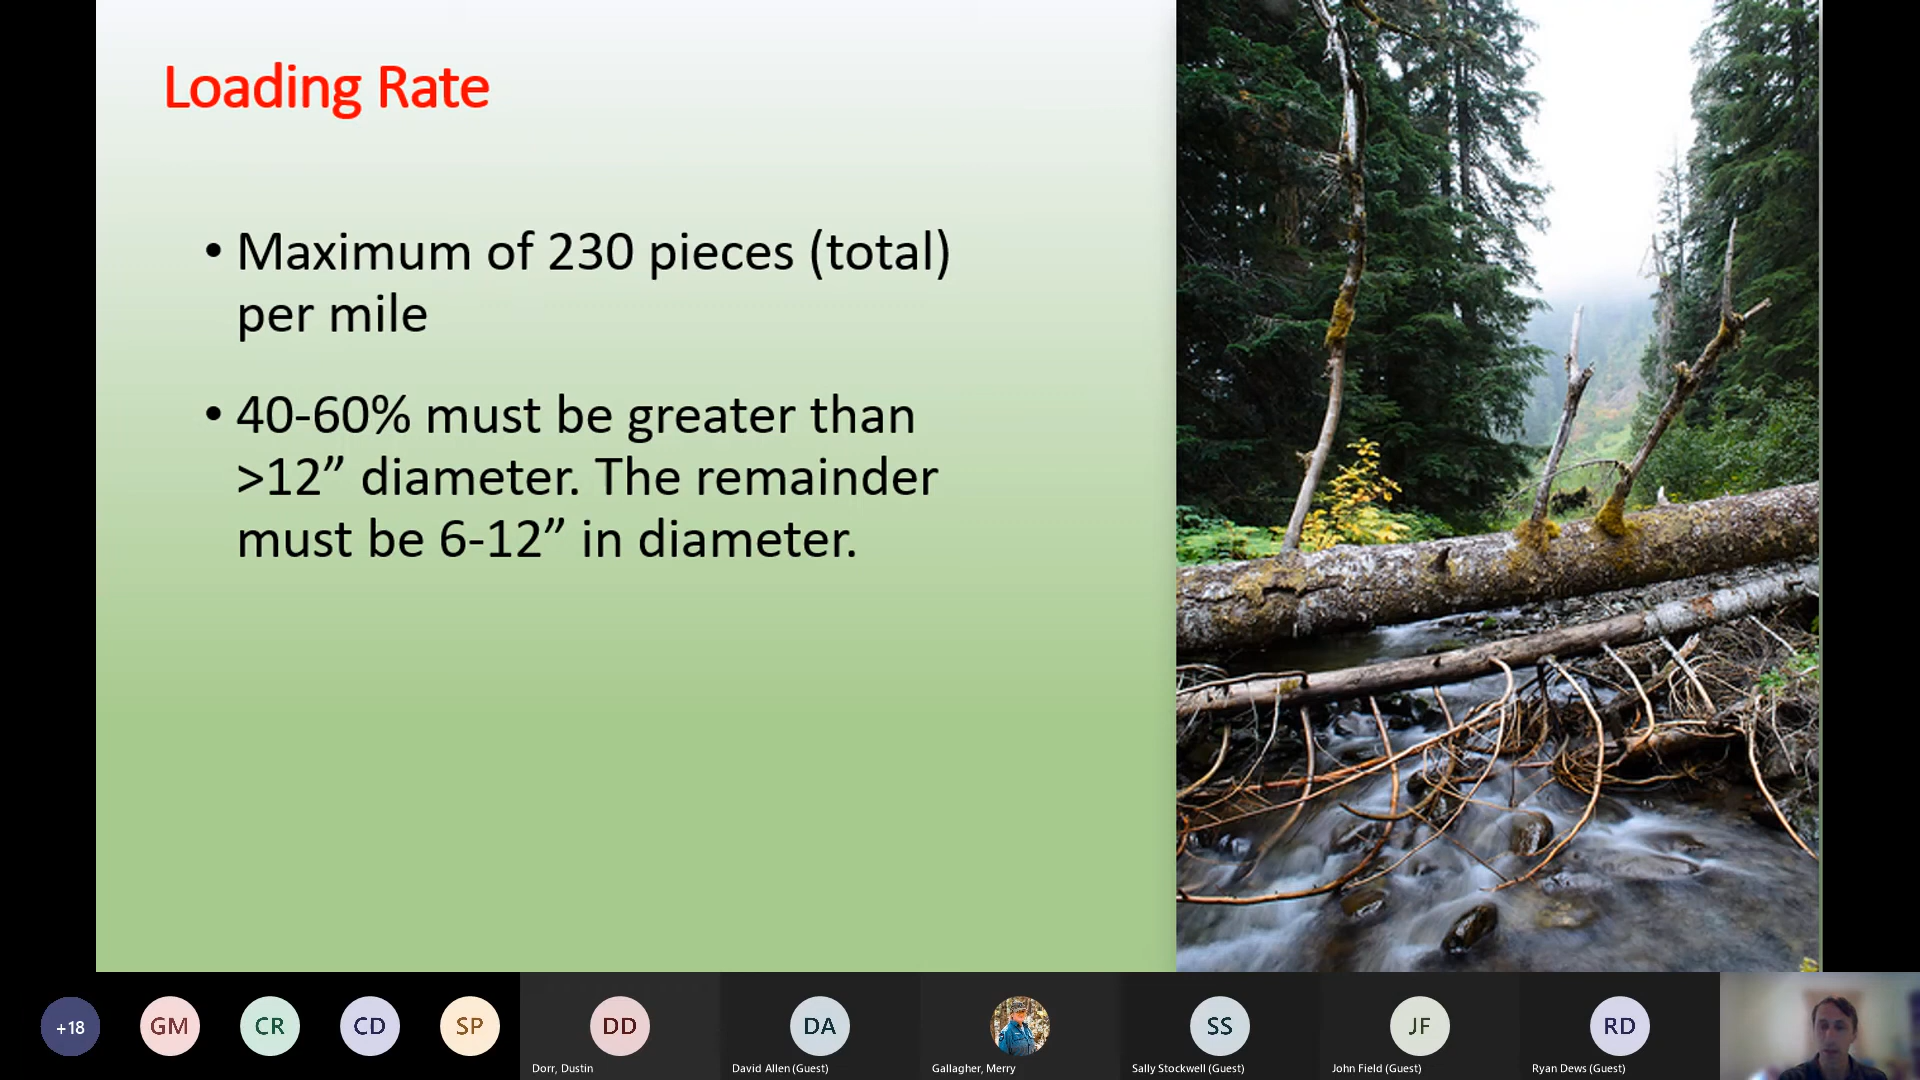 Loading Rate
• Maximum of 230 pieces (total)
per mile
• 40-60% must be greater than
>12” diameter. The remainder
must be 6-12” in diameter.
+18
GM
CR
CD
SP
DD
DA
SS
JF
RD
Dorr, Dustin
David Allen (Guest)
Gallagher, Merry
Sally Stockwell (Guest)
John Field (Guest)
Ryan Dews (Guest)